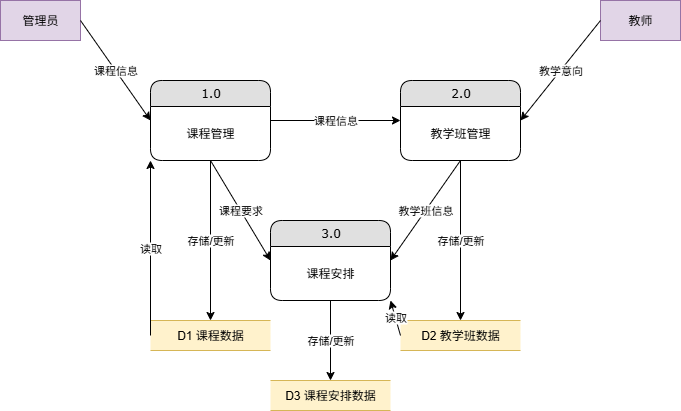 管理员
教师
课程信息
教学意向
1.0
2.0
课程管理
课程信息
教学班管理
课程要求
教学班信息
3.0
存储/更新
存储/更新
读取
课程安排
读取
D1 课程数据
存储/更新
D2 教学班数据
D3 课程安排数据